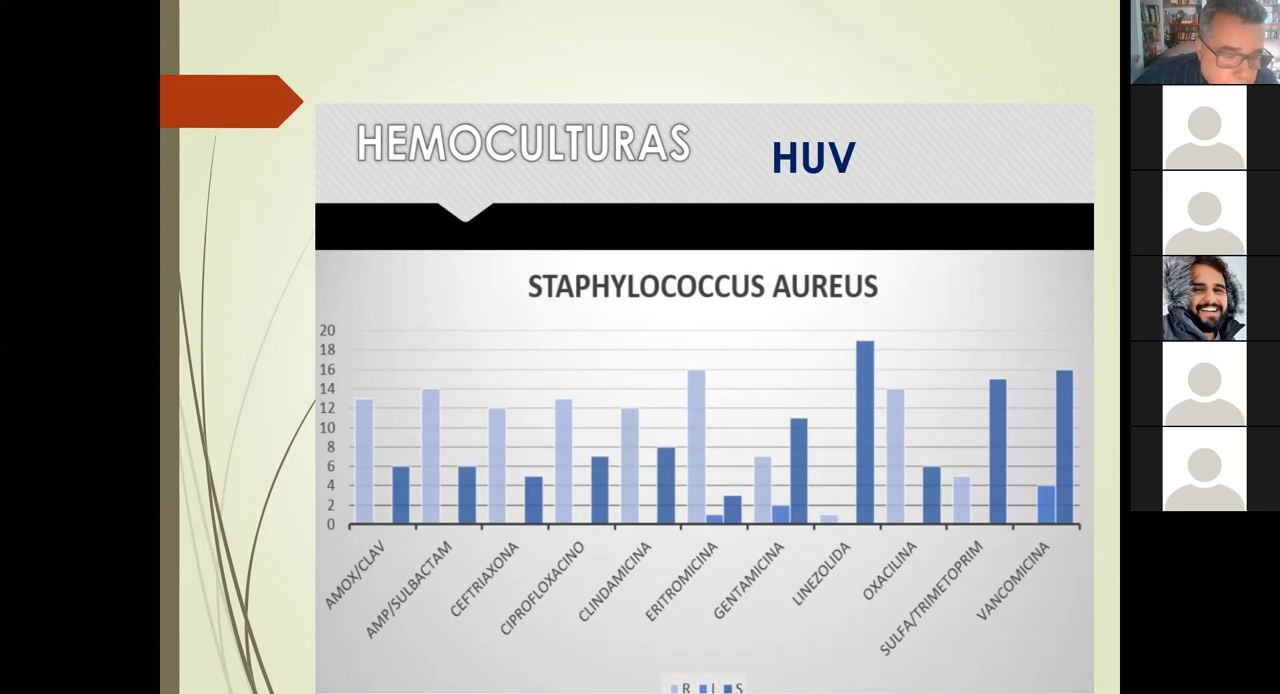 HEMOCULTURAS
HUV
STAPHYLOCOCCUS AUREUS
20
18
16
14
12
10
8
6
4
2
0
AMOX/CLAV
AMP/SULBACTAM
CEFTRIAXONA
CIPROFLOXACINO
CLINDAMICINA
ERITROMICINA
GENTAMICINA
LINEZOLIDA
OXACILINA
SULFA/TRIMETOPRIM
VANCOMICINA
R I S